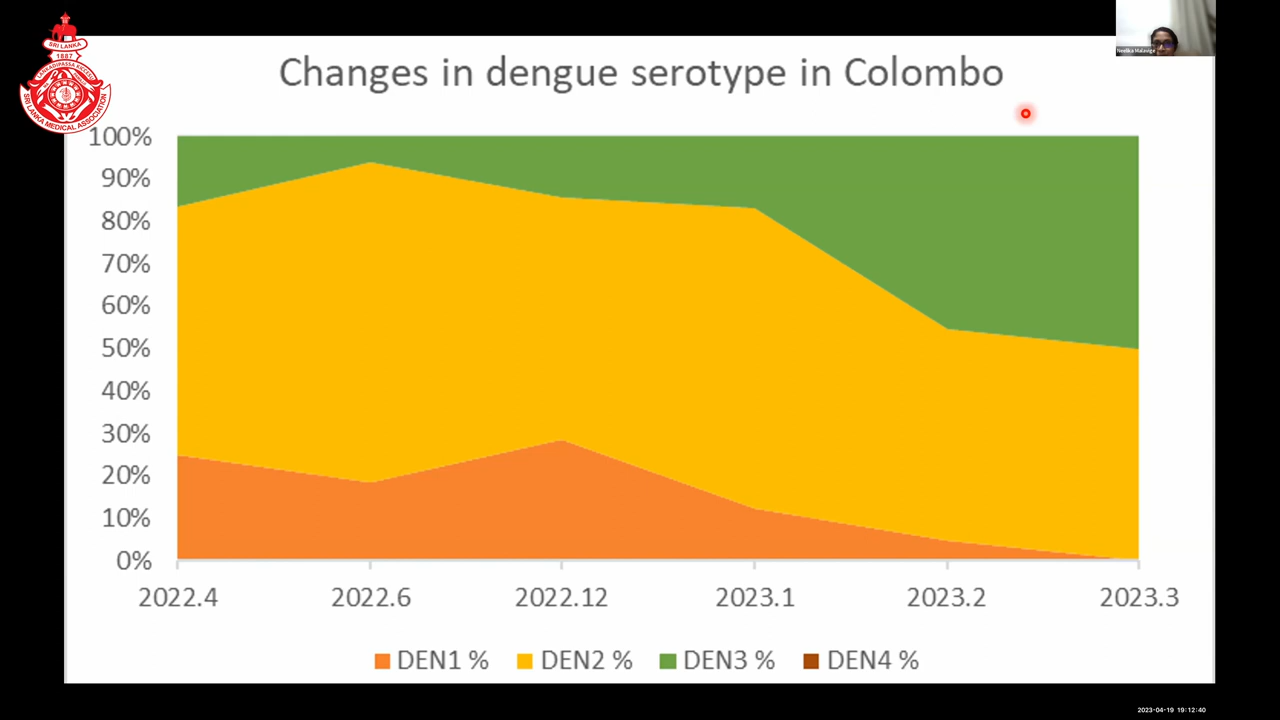 SRI LANKA
1887
SRI LANKA MEDICAL ASSOCIATION
Neelika Malavige
Changes in dengue serotype in Colombo
100%
90%
80%
70%
60%
50%
40%
30%
20%
10%
0%
2022.4 2022.6 2022.12 2023.1 2023.2 2023.3
DEN1 % DEN2 % DEN3 % DEN4 %
2023-04-19 19:12:40